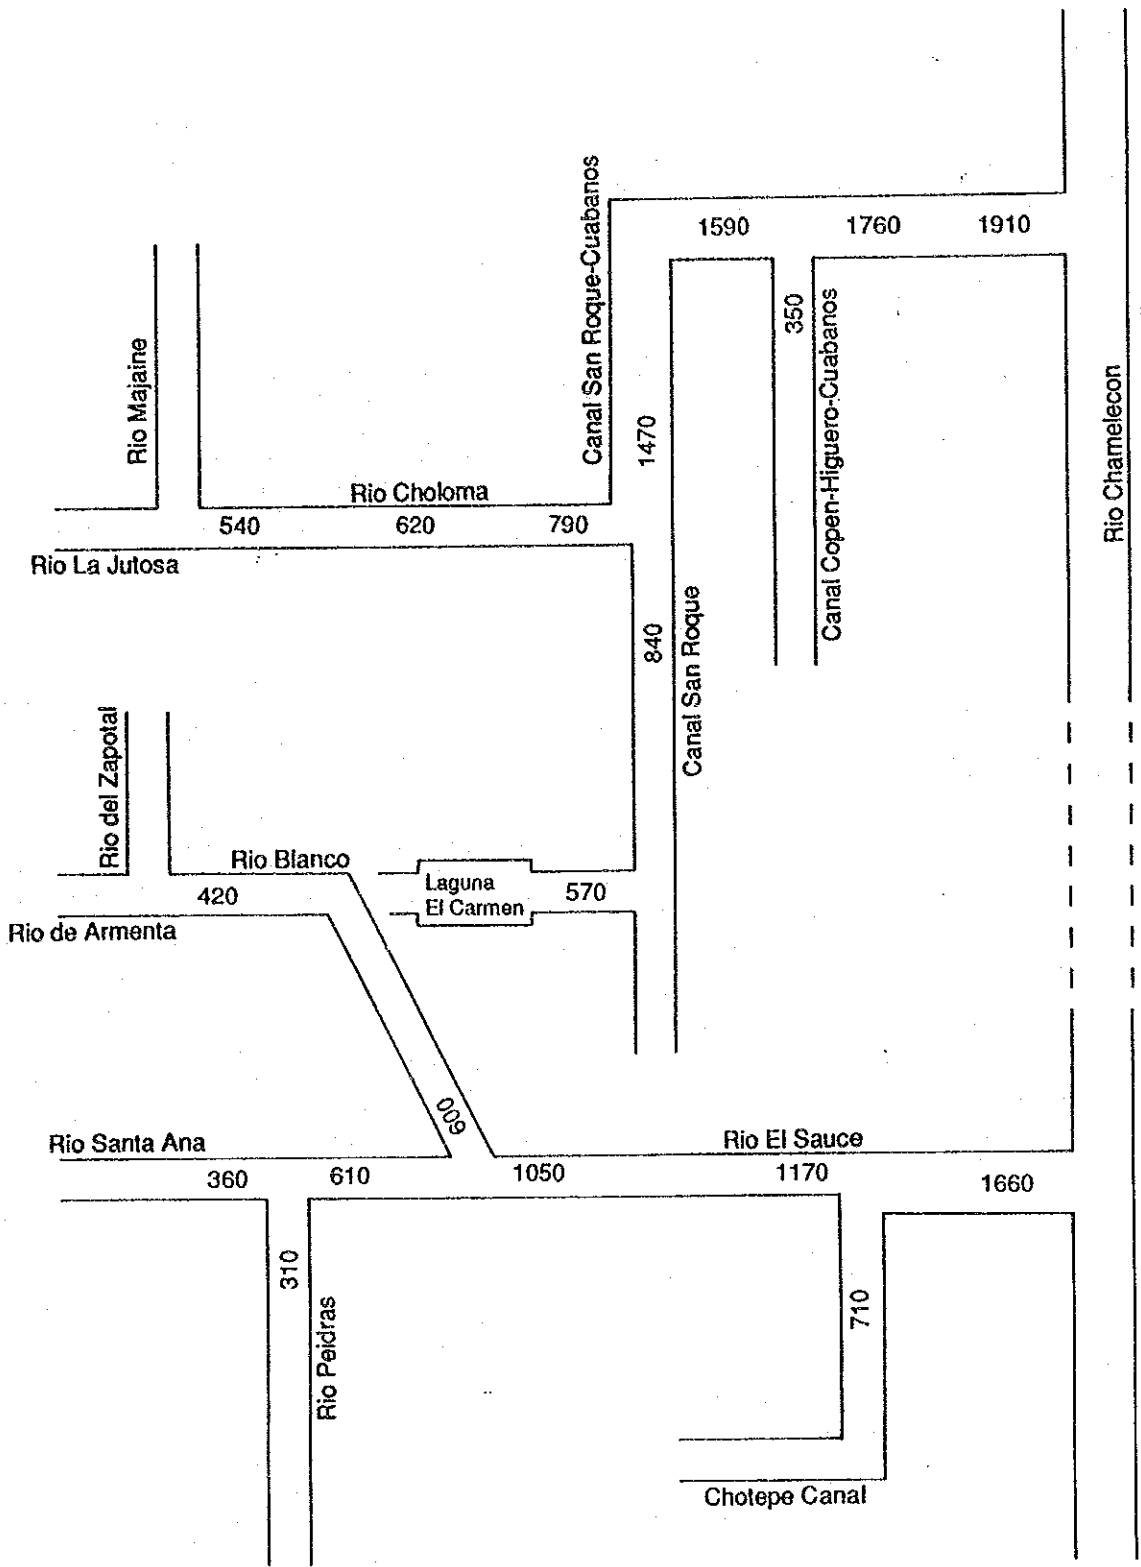 Canal San Roque-Cuabanos
1590
1760
1910
350
Canal Copen-Higuero-Cuabanos
Rio Majaine
1470
Rio Chamelecon
Rio Choloma
540
620
790
Rio La Jutosa
840
Canal San Roque
Rio del Zapotal
Rio Blanco
Laguna
El Carmen
570
420
Rio de Armenta
600
Rio Santa Ana
Rio El Sauce
360
610
1050
1170
1660
310
Rio Peidras
710
Chotepe Canal